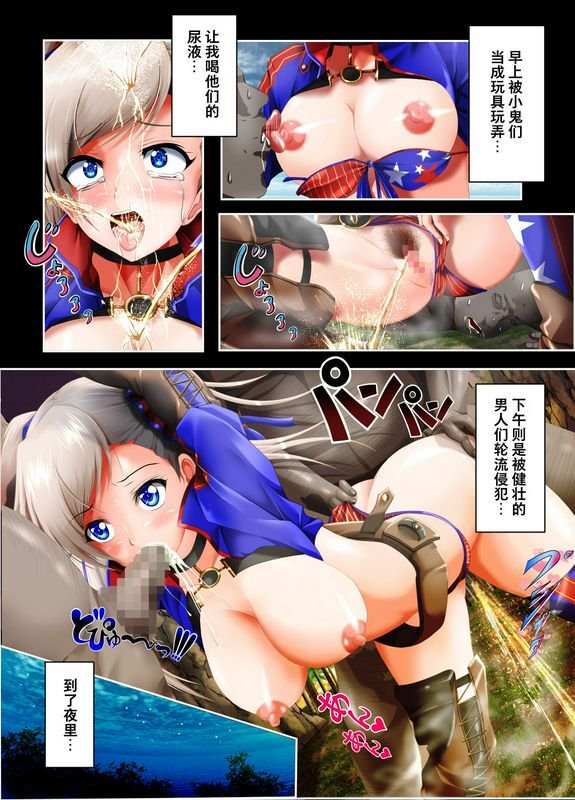 早上被小鬼们
当成玩具玩弄…
让我喝他们的
尿液…
じょろろろっ
じょろろろっ
下午则是被健壮的
男人们轮流侵犯…
パンパン
どぴゅ～～っ!!!
あんあん
到了夜里…